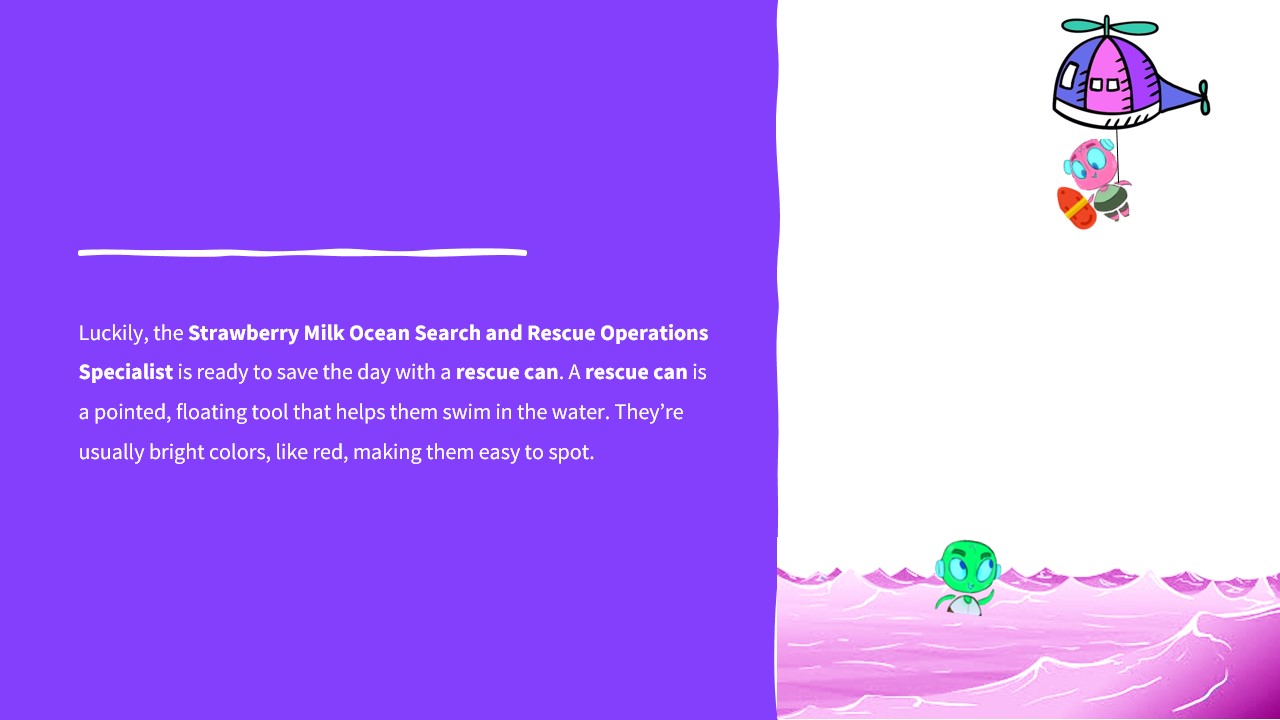 Luckily, the Strawberry Milk Ocean Search and Rescue Operations
Specialist is ready to save the day with a rescue can. A rescue can is
a pointed, floating tool that helps them swim in the water. They’re
usually bright colors, like red, making them easy to spot.